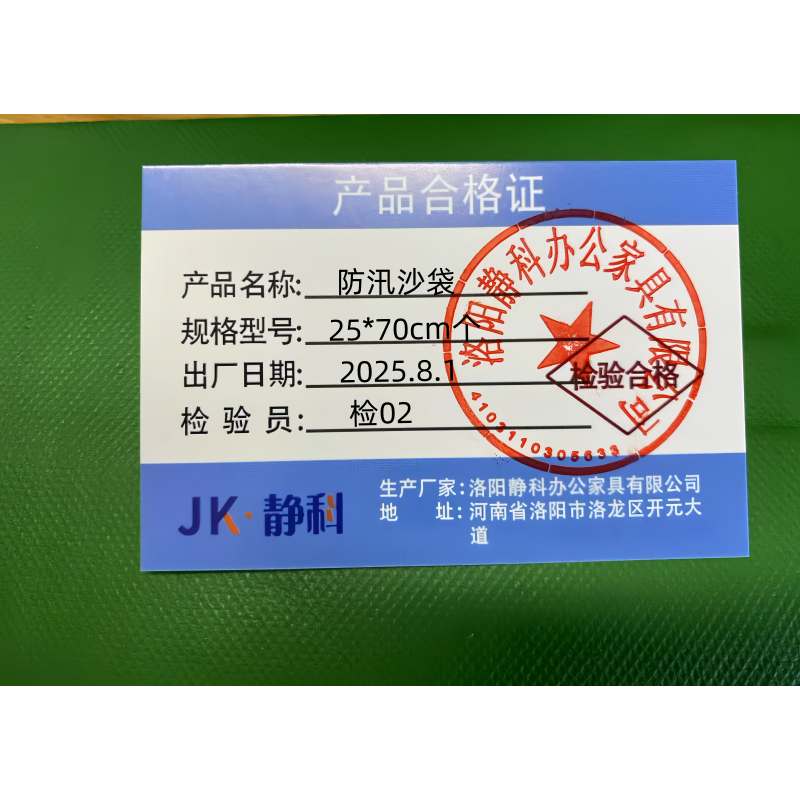 产品合格证
产品名称: 防汛沙袋
规格型号: 25*70cm个
出厂日期: 2025.8.1
检 验 员: 检02
洛阳静科办公家具有限公司
检验合格
4103110305633
JK·静科
生产厂家:洛阳静科办公家具有限公司
地 址:河南省洛阳市洛龙区开元大
道